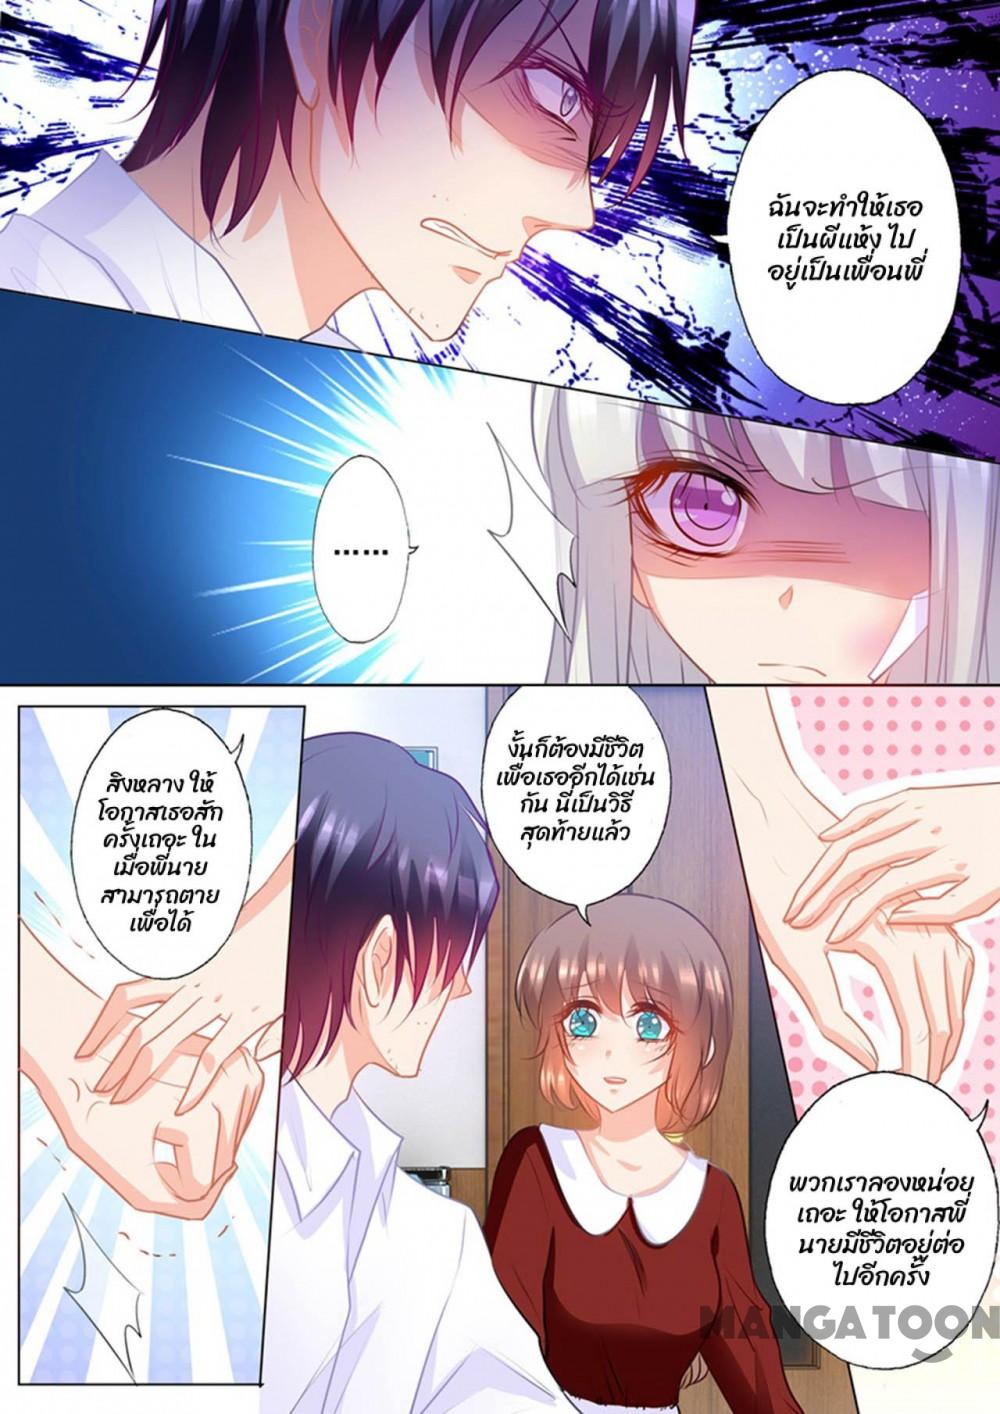 ฉันจะทำให้เธอ
เป็นผีแห้ง ไป
อยู่เป็นเพื่อนพี่
......
สิงหลาง ให้
โอกาสเธอสัก
ครั้งเถอะ ใน
เมื่อพี่นาย
สามารถตาย
เพื่อได้
งั้นก็ต้องมีชีวิต
เพื่อเธออีกได้เช่น
กัน นี่เป็นวิธี
สุดท้ายแล้ว
พวกเราลองหน่อย
เถอะ ให้โอกาสพี่
นายมีชีวิตอยู่ต่อ
ไปอีกครั้ง
MANGATOON